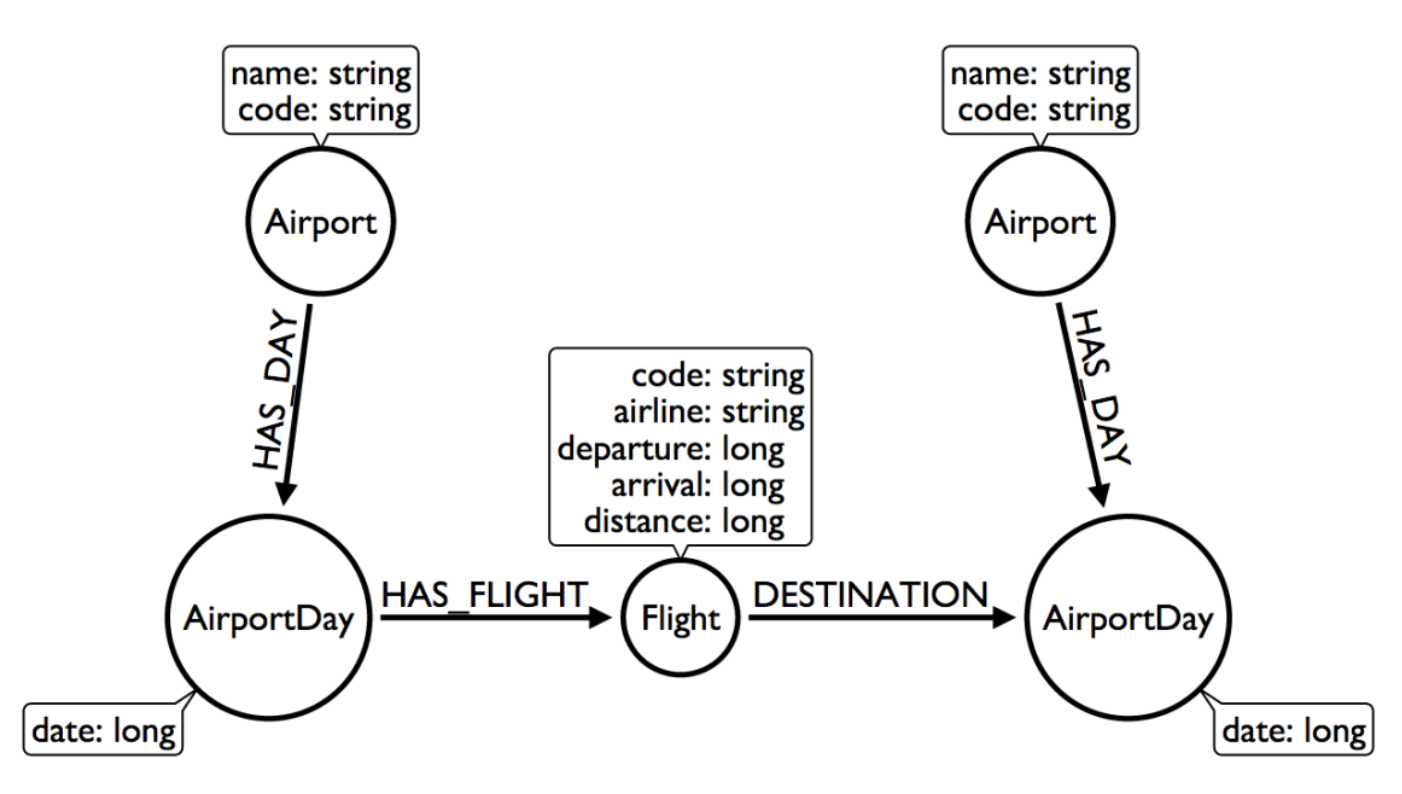 name: string
code: string
name: string
code: string
Airport
Airport
HAS_DAY
HAS_DAY
code: string
airline: string
departure: long
arrival: long
distance: long
HAS_FLIGHT
DESTINATION
AirportDay
Flight
AirportDay
date: long
date: long